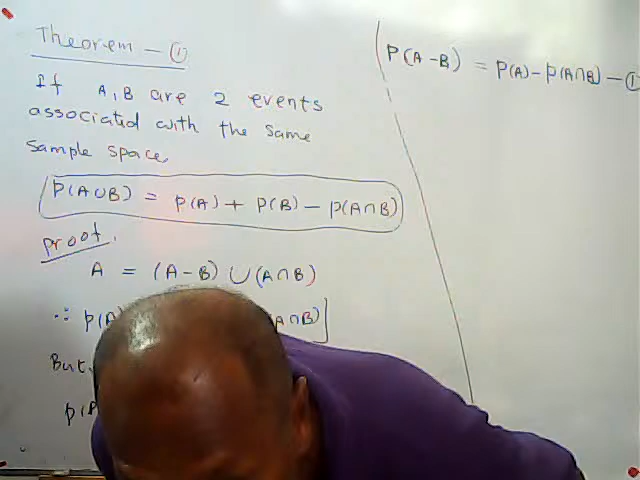 Theorem - ①
If A, B are 2 events
associated with the same
sample space
P(A∪B) = P(A) + P(B) - P(A∩B)
proof.
A = (A-B) ∪ (A∩B)
∴ P(A) A∩B)]
But,
P(
P(A-B) = P(A) - P(A∩B) - ①